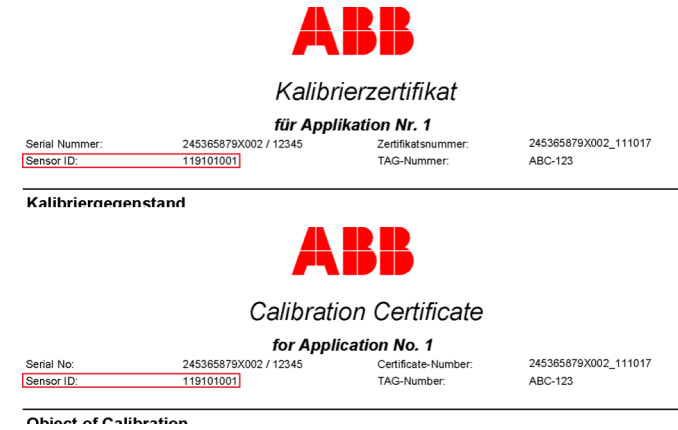 ABB
Kalibrierzertifikat
für Applikation Nr. 1
Serial Nummer: 245365879X002 / 12345 Zertifikatsnummer: 245365879X002_111017
Sensor ID: 119101001 TAG-Nummer: ABC-123
Kalibriergegenstand
ABB
Calibration Certificate
for Application No. 1
Serial No: 245365879X002 / 12345 Certificate-Number: 245365879X002_111017
Sensor ID: 119101001 TAG-Number: ABC-123
Object of Calibration